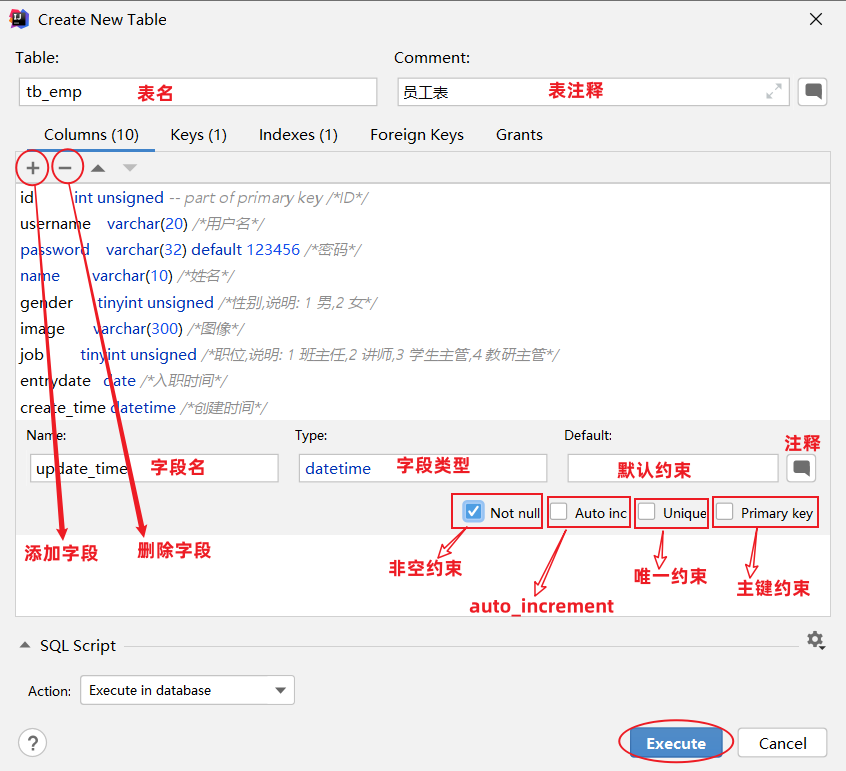 Create New Table
Table:
Comment:
tb_emp 表名
员工表 表注释
Columns (10) Keys (1) Indexes (1) Foreign Keys Grants
id int unsigned -- part of primary key /*ID*/
username varchar(20) /*用户名*/
password varchar(32) default 123456 /*密码*/
name varchar(10) /*姓名*/
gender tinyint unsigned /*性别,说明: 1 男,2 女*/
image varchar(300) /*图像*/
job tinyint unsigned /*职位,说明: 1 班主任,2 讲师,3 学生主管,4 教研主管*/
entrydate date /*入职时间*/
create_time datetime /*创建时间*/
Name: Type: Default: 注释
update_time 字段名 datetime 字段类型 默认约束
Not null Auto inc Unique Primary key
添加字段 删除字段 非空约束 auto_increment 唯一约束 主键约束
SQL Script
Action: Execute in database
? Execute Cancel